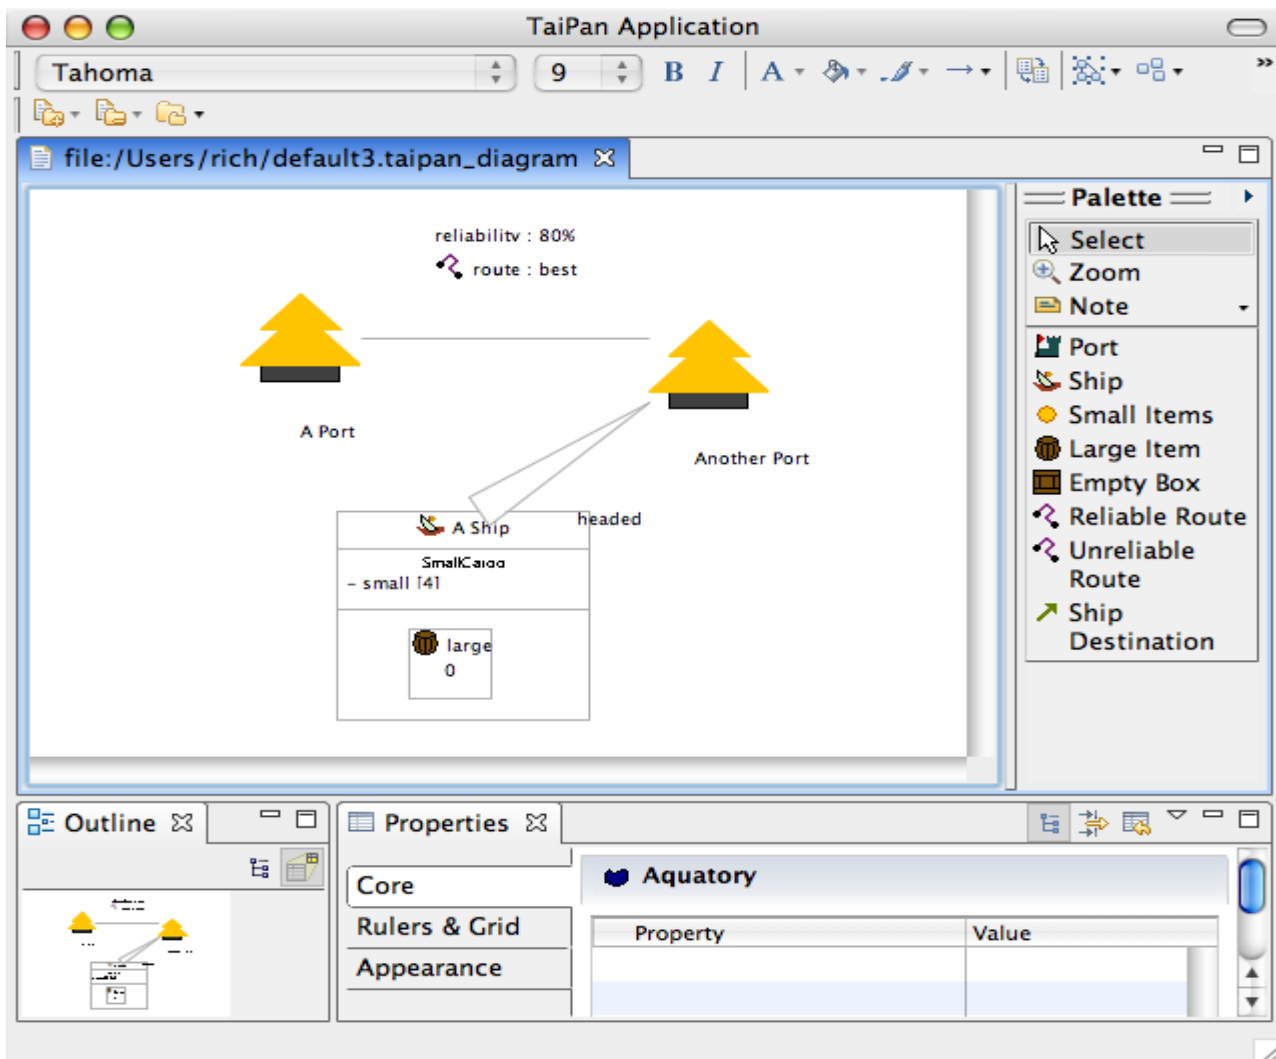 TaiPan Application
Tahoma
9
B I A
»
file:/Users/rich/default3.taipan_diagram
reliability : 80%
route : best
A Port
Another Port
headed
A Ship
SmallCargo
- small [4]
large
0
Palette
Select
Zoom
Note
Port
Ship
Small Items
Large Item
Empty Box
Reliable Route
Unreliable
Route
Ship
Destination
Outline
Properties
Core
Rulers & Grid
Appearance
Aquatory
Property Value